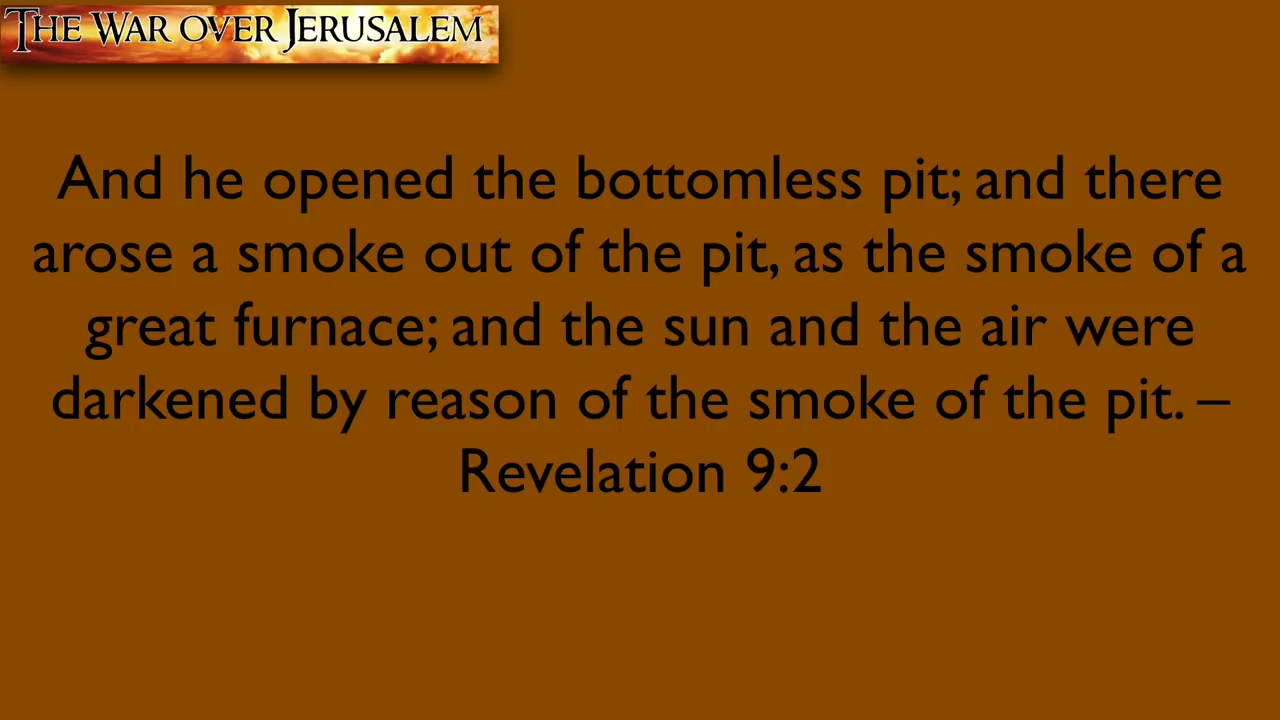 THE WAR OVER JERUSALEM
And he opened the bottomless pit; and there
arose a smoke out of the pit, as the smoke of a
great furnace; and the sun and the air were
darkened by reason of the smoke of the pit. –
Revelation 9:2